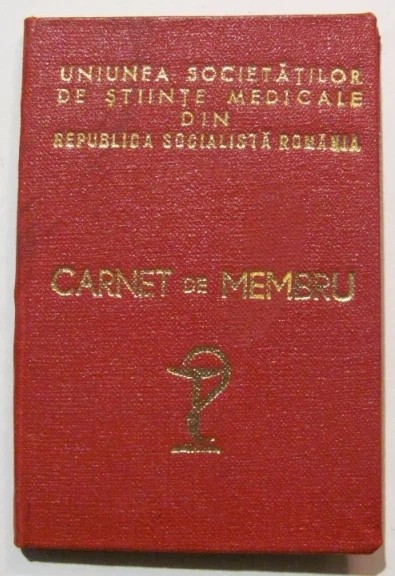 UNIUNEA SOCIETĂȚILOR
DE ȘTIINȚE MEDICALE
DIN
REPUBLICA SOCIALISTĂ ROMÂNIA
CARNET DE MEMBRU